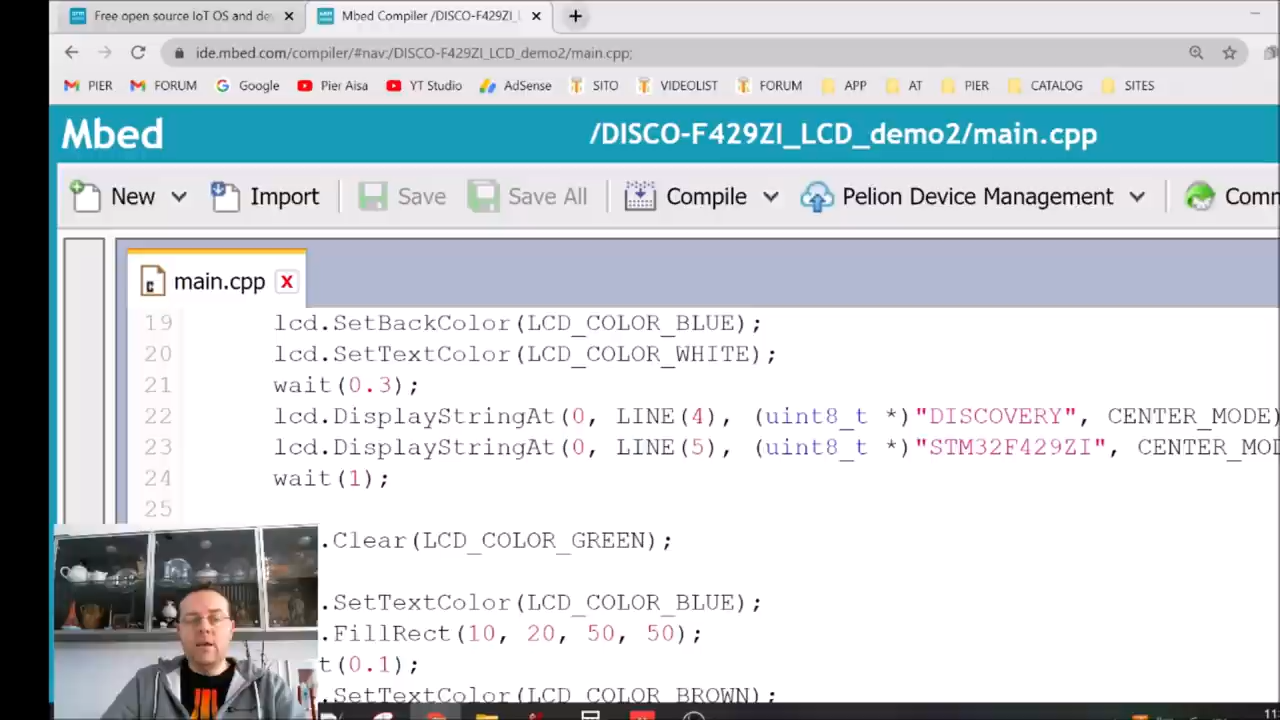 Free open source IoT OS and de
Mbed Compiler /DISCO-F429ZI_L
ide.mbed.com/compiler/#nav:/DISCO-F429ZI_LCD_demo2/main.cpp;
PIER FORUM Google Pier Aisa YT Studio AdSense SITO VIDEOLIST FORUM APP AT PIER CATALOG SITES
Mbed /DISCO-F429ZI_LCD_demo2/main.cpp
New Import Save Save All Compile Pelion Device Management Comm
main.cpp
19 lcd.SetBackColor(LCD_COLOR_BLUE);
20 lcd.SetTextColor(LCD_COLOR_WHITE);
21 wait(0.3);
22 lcd.DisplayStringAt(0, LINE(4), (uint8_t *)"DISCOVERY", CENTER_MODE)
23 lcd.DisplayStringAt(0, LINE(5), (uint8_t *)"STM32F429ZI", CENTER_MOD
24 wait(1);
25
.Clear(LCD_COLOR_GREEN);
.SetTextColor(LCD_COLOR_BLUE);
.FillRect(10, 20, 50, 50);
t(0.1);
.SetTextColor(LCD_COLOR_BROWN);